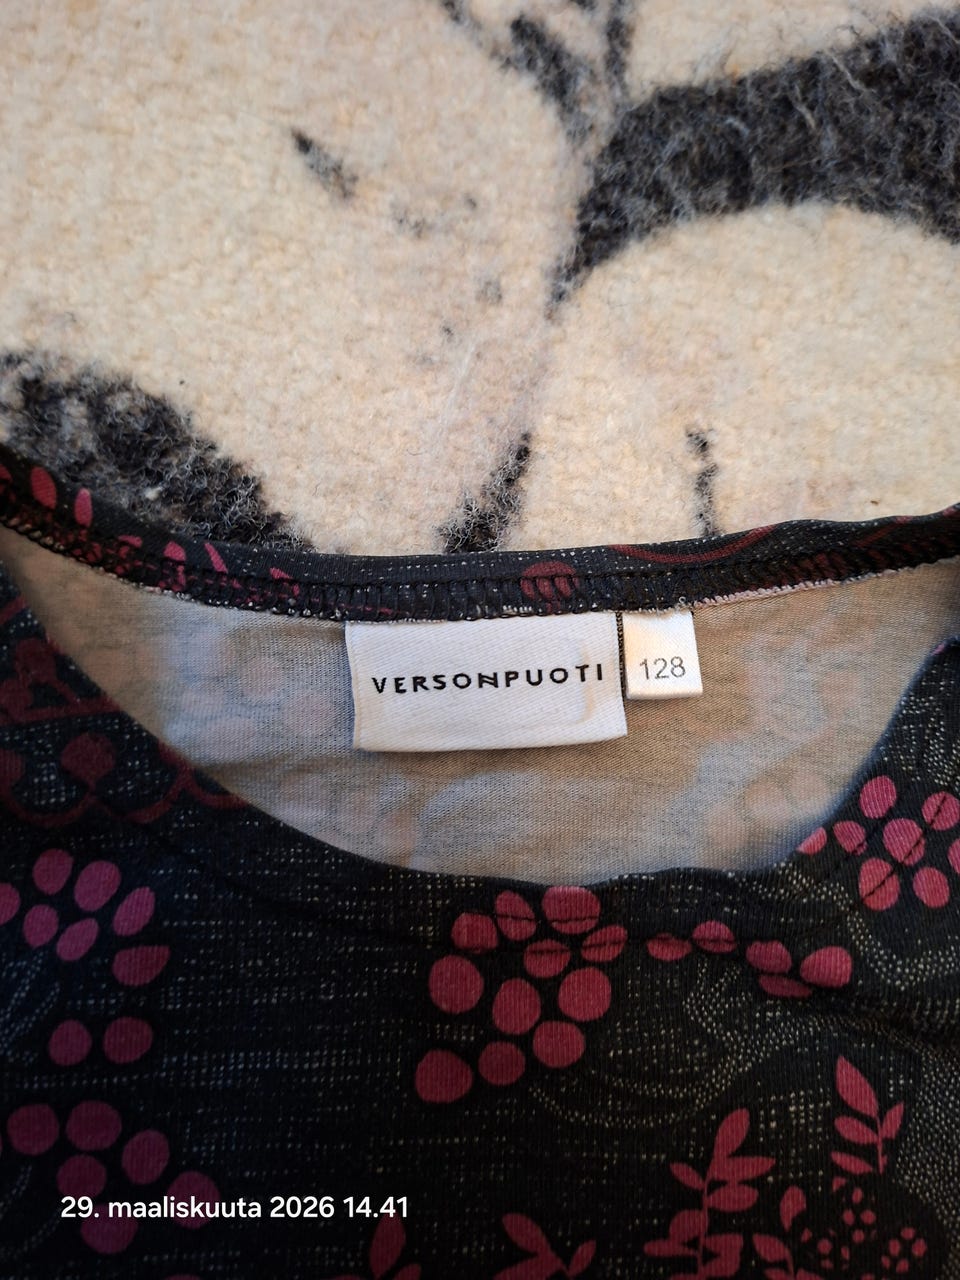 VERSONPUOTI
128
29. maaliskuuta 2026 14.41